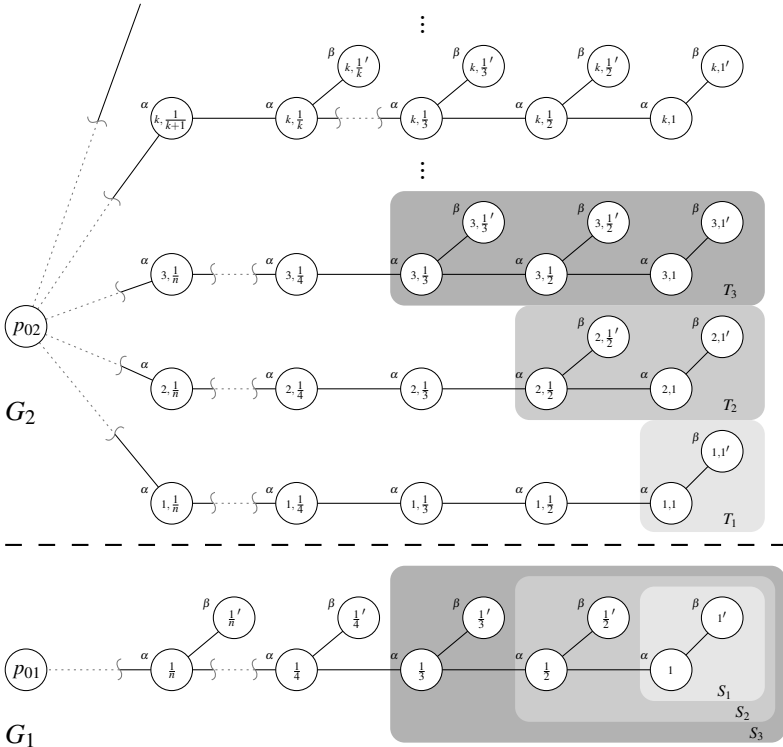 ⋮
β β β β β
k, 1/k′ k, 1/3′ k, 1/2′ k, 1′
α α α α α
k, 1/(k+1) k, 1/k k, 1/3 k, 1/2 k,1
⋮
β β β
3, 1/3′ 3, 1/2′ 3,1′
α α α α α
3, 1/n 3, 1/4 3, 1/3 3, 1/2 3,1
T₃
p₀₂
β β
2, 1/2′ 2,1′
α α α α α
2, 1/n 2, 1/4 2, 1/3 2, 1/2 2,1
T₂
G₂
β
1,1′
α α α α α
1, 1/n 1, 1/4 1, 1/3 1, 1/2 1,1
T₁
β β β β β
1/n′ 1/4′ 1/3′ 1/2′ 1′
α α α α α
p₀₁ 1/n 1/4 1/3 1/2 1
S₁
S₂
S₃
G₁